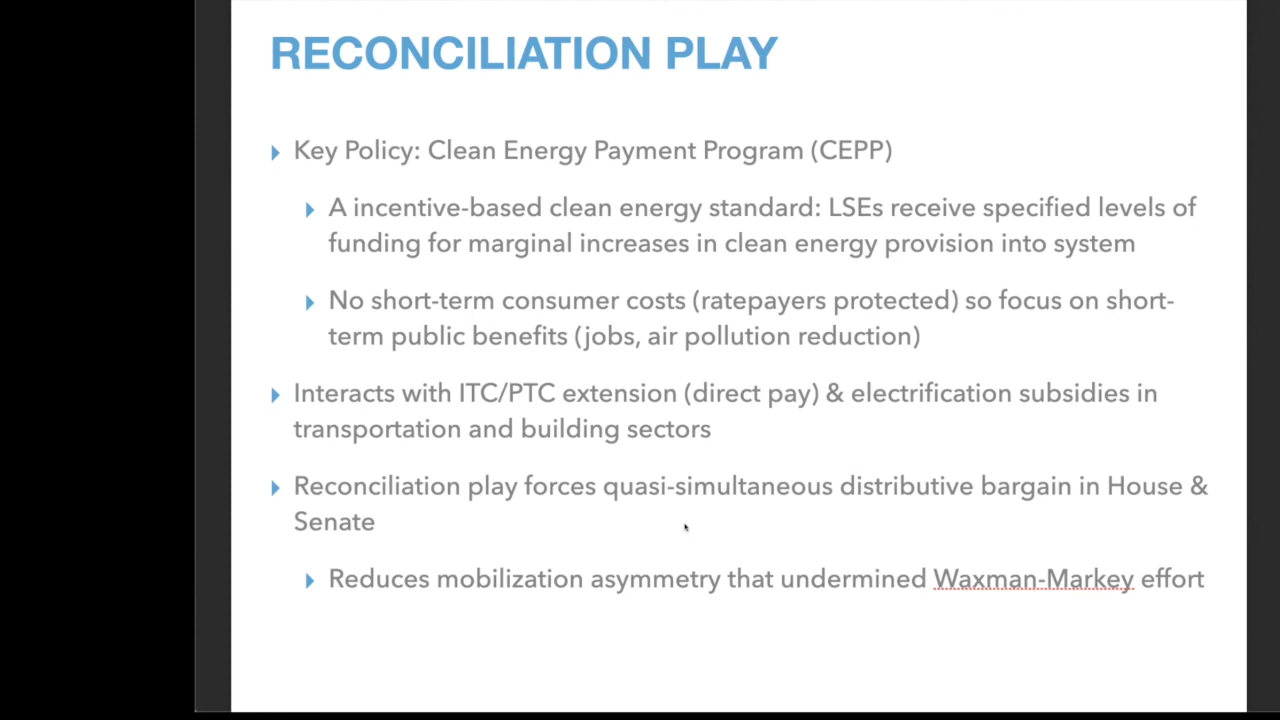 RECONCILIATION PLAY
Key Policy: Clean Energy Payment Program (CEPP)
A incentive-based clean energy standard: LSEs receive specified levels of
funding for marginal increases in clean energy provision into system
No short-term consumer costs (ratepayers protected) so focus on short-
term public benefits (jobs, air pollution reduction)
Interacts with ITC/PTC extension (direct pay) & electrification subsidies in
transportation and building sectors
Reconciliation play forces quasi-simultaneous distributive bargain in House &
Senate
Reduces mobilization asymmetry that undermined Waxman-Markey effort